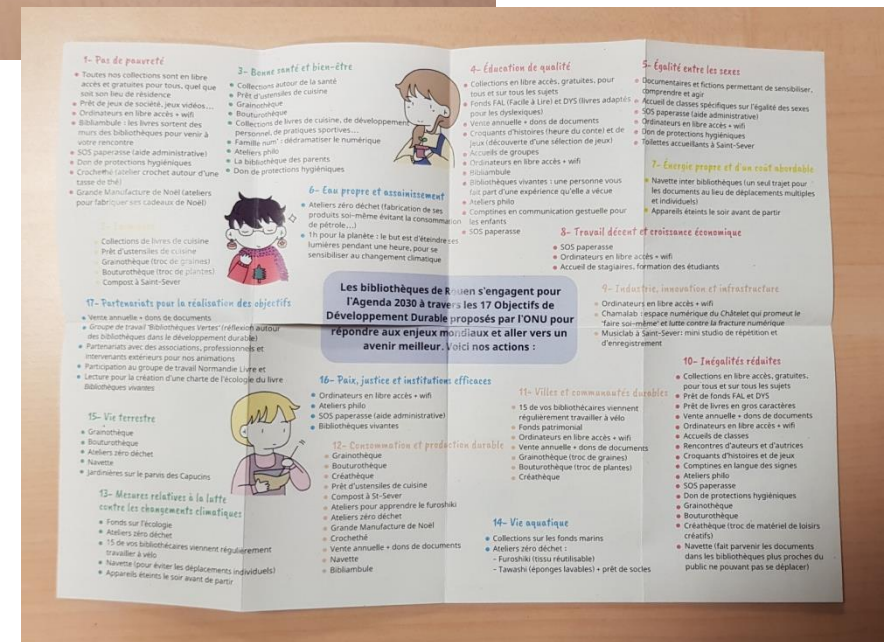 1- Pas de pauvreté
Toutes nos collections sont en libre
accès et gratuites pour tous, quel que
soit son lieu de résidence
Prêt de jeux de société, jeux vidéos...
Ordinateurs en libre accès + wifi
Bibliambule : les livres sortent des
murs des bibliothèques pour venir à
votre rencontre
SOS paperasse (aide administrative)
Don de protections hygiéniques
Crochethé (atelier crochet autour d'une
tasse de thé)
Grande Manufacture de Noël (ateliers
pour fabriquer ses cadeaux de Noël)
Collections de livres de cuisine
Prêt d'ustensiles de cuisine
Grainothèque (troc de graines)
Bouturothèque (troc de plantes)
Compost à Saint-Sever
3- Bonne santé et bien-être
Collections autour de la santé
Prêt d'ustensiles de cuisine
Grainothèque
Bouturothèque
Collections de livres de cuisine, de développement
personnel, de pratiques sportives...
Famille num' : dédramatiser le numérique
Ateliers philo
La bibliothèque des parents
Don de protections hygiéniques
6- Eau propre et assainissement
Ateliers zéro déchet (fabrication de ses
produits soi-même évitant la consommation
de pétrole...)
1h pour la planète : le but est d'éteindre ses
lumières pendant une heure, pour se
sensibiliser au changement climatique
4- Éducation de qualité
Collections en libre accès, gratuites, pour
tous et sur tous les sujets
Fonds FAL (Facile à Lire) et DYS (livres adaptés
pour les dyslexiques)
Vente annuelle + dons de documents
Croquants d'histoires (heure du conte) et de
jeux (découverte d'une sélection de jeux)
Accueils de groupes
Ordinateurs en libre accès + wifi
Bibliambule
Bibliothèques vivantes : une personne vous
fait part d'une expérience qu'elle a vécue
Ateliers philo
Comptines en communication gestuelle pour
les enfants
SOS paperasse
5- Égalité entre les sexes
Documentaires et fictions permettant de sensibiliser,
comprendre et agir
Accueil de classes spécifiques sur l'égalité des sexes
SOS paperasse (aide administrative)
Ordinateurs en libre accès + wifi
Don de protections hygiéniques
Toilettes accueillantes à Saint-Sever
7- Énergie propre et d'un coût abordable
Navette inter bibliothèques (un seul trajet pour
les documents au lieu de déplacements multiples
et individuels)
Appareils éteints le soir avant de partir
8- Travail décent et croissance économique
SOS paperasse
Ordinateurs en libre accès + wifi
Accueil de stagiaires, formation des étudiants
Les bibliothèques de Rouen s'engagent pour
l'Agenda 2030 à travers les 17 Objectifs de
Développement Durable proposés par l'ONU pour
répondre aux enjeux mondiaux et aller vers un
avenir meilleur. Voici nos actions :
9- Industrie, innovation et infrastructure
Ordinateurs en libre accès + wifi
Chamalab : espace numérique du Châtelet qui promeut le
'faire soi-même' et lutte contre la fracture numérique
Musiclab à Saint-Sever: mini studio de répétition et
d'enregistrement
17- Partenariats pour la réalisation des objectifs
Vente annuelle + dons de documents
Groupe de travail 'Bibliothèques Vertes' (réflexion autour
des bibliothèques dans le développement durable)
Partenariats avec des associations, professionnels et
intervenants extérieurs pour nos animations
Participation au groupe de travail Normandie Livre et
Lecture pour la création d'une charte de l'écologie du livre
Bibliothèques vivantes
15- Vie terrestre
Grainothèque
Bouturothèque
Ateliers zéro déchet
Navette
Jardinières sur le parvis des Capucins
13- Mesures relatives à la lutte
contre les changements climatiques
Fonds sur l'écologie
Ateliers zéro déchet
15 de vos bibliothécaires viennent régulièrement
travailler à vélo
Navette (pour éviter les déplacements individuels)
Appareils éteints le soir avant de partir
16- Paix, justice et institutions efficaces
Ordinateurs en libre accès + wifi
Ateliers philo
SOS paperasse (aide administrative)
Bibliothèques vivantes
12- Consommation et production durable
Grainothèque
Bouturothèque
Créathèque
Prêt d'ustensiles de cuisine
Compost à St-Sever
Ateliers pour apprendre le furoshiki
Ateliers zéro déchet
Grande Manufacture de Noël
Crochethé
Vente annuelle + dons de documents
Navette
Bibliambule
11- Villes et communautés durables
15 de vos bibliothécaires viennent
régulièrement travailler à vélo
Fonds patrimonial
Ordinateurs en libre accès + wifi
Vente annuelle + dons de documents
Grainothèque (troc de graines)
Bouturothèque (troc de plantes)
Créathèque
14- Vie aquatique
Collections sur les fonds marins
Ateliers zéro déchet :
- Furoshiki (tissu réutilisable)
- Tawashi (éponges lavables) + prêt de socles
10- Inégalités réduites
Collections en libre accès, gratuites,
pour tous et sur tous les sujets
Prêt de fonds FAL et DYS
Prêt de livres en gros caractères
Vente annuelle + dons de documents
Ordinateurs en libre accès + wifi
Accueils de classes
Rencontres d'auteurs et d'autrices
Croquants d'histoires et de jeux
Comptines en langue des signes
Ateliers philo
SOS paperasse
Don de protections hygiéniques
Grainothèque
Bouturothèque
Créathèque (troc de matériel de loisirs
créatifs)
Navette (fait parvenir les documents
dans les bibliothèques plus proches du
public ne pouvant pas se déplacer)